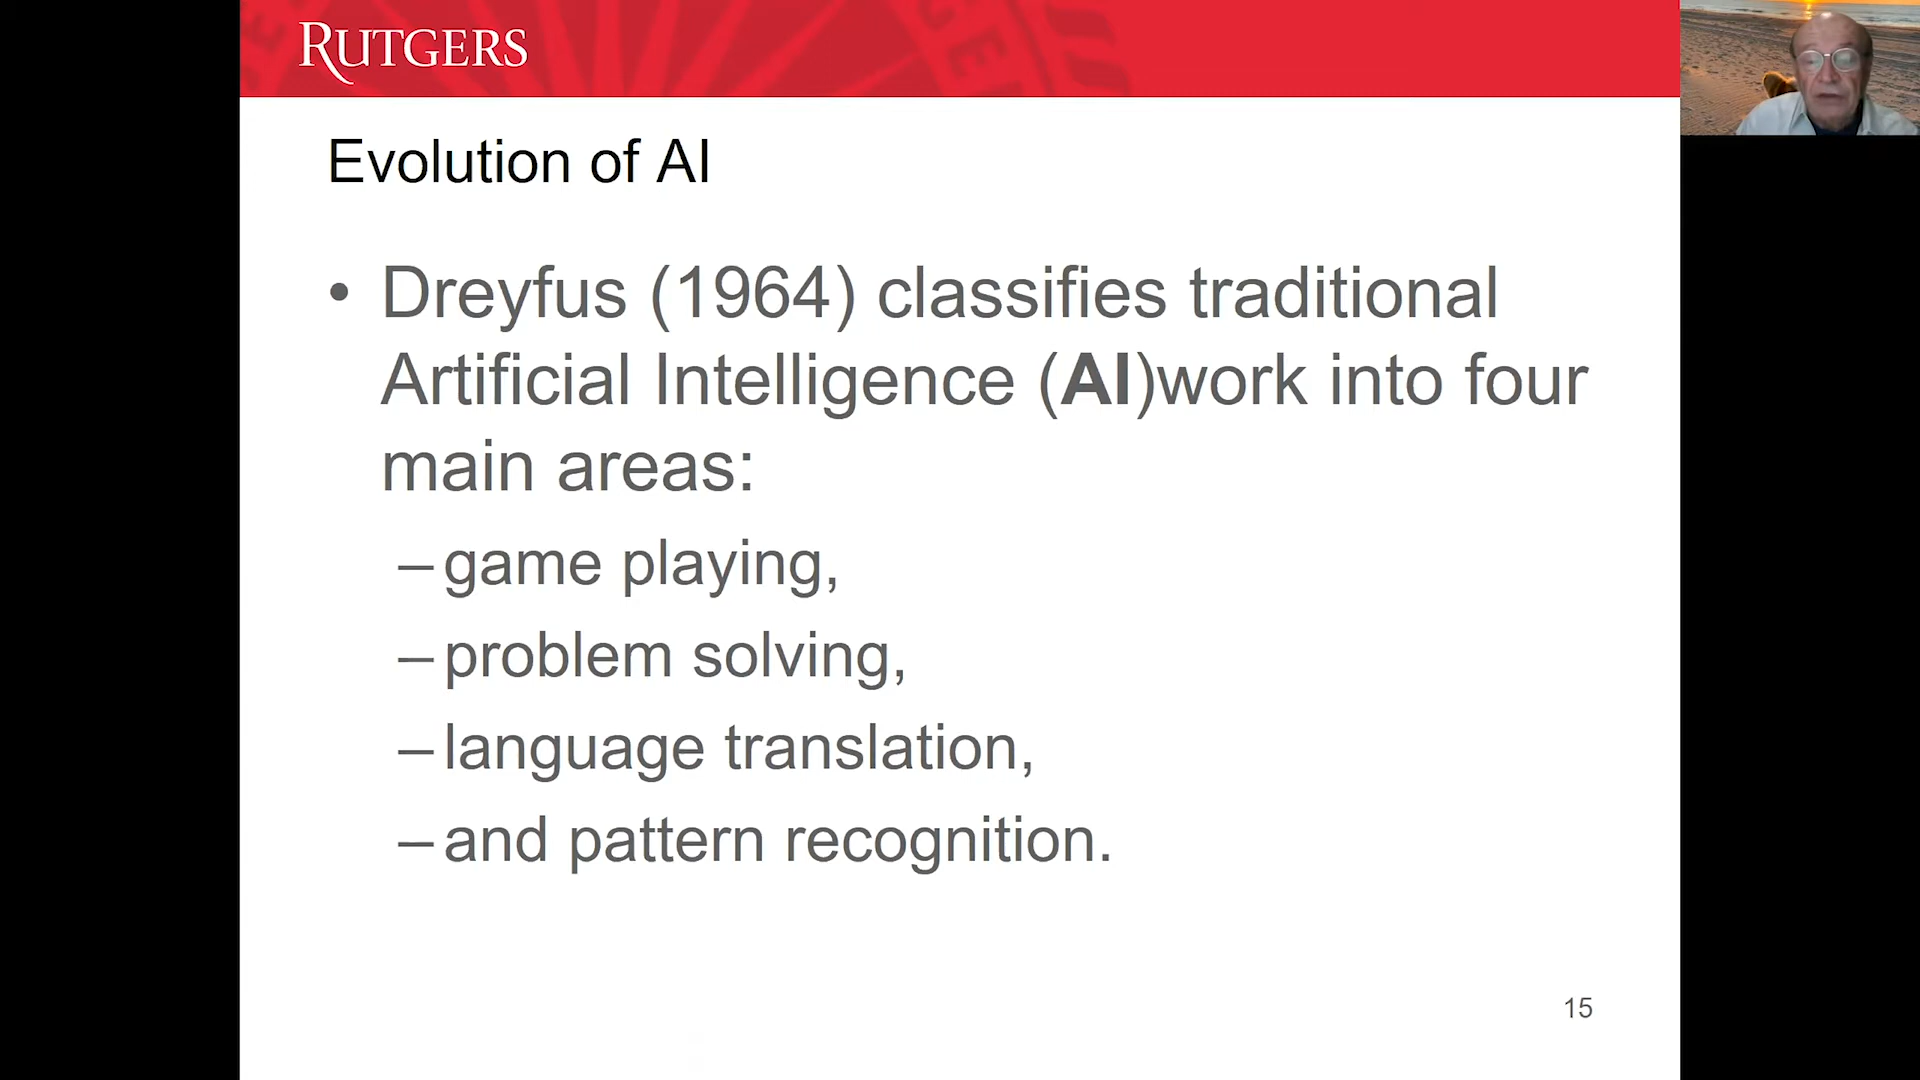 RUTGERS
Evolution of AI
• Dreyfus (1964) classifies traditional
Artificial Intelligence (AI)work into four
main areas:
–game playing,
–problem solving,
–language translation,
–and pattern recognition.
15